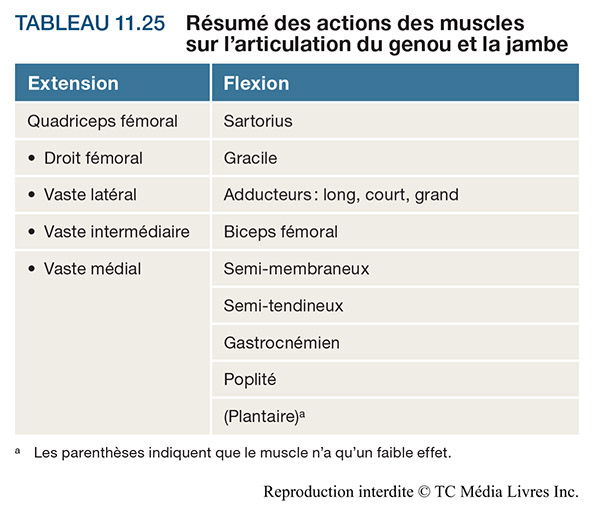 TABLEAU 11.25 Résumé des actions des muscles
sur l’articulation du genou et la jambe
Extension Flexion
Quadriceps fémoral Sartorius
• Droit fémoral Gracile
• Vaste latéral Adducteurs : long, court, grand
• Vaste intermédiaire Biceps fémoral
• Vaste médial Semi-membraneux
Semi-tendineux
Gastrocnémien
Poplité
(Plantaire)ᵃ
ᵃ Les parenthèses indiquent que le muscle n’a qu’un faible effet.
Reproduction interdite © TC Média Livres Inc.